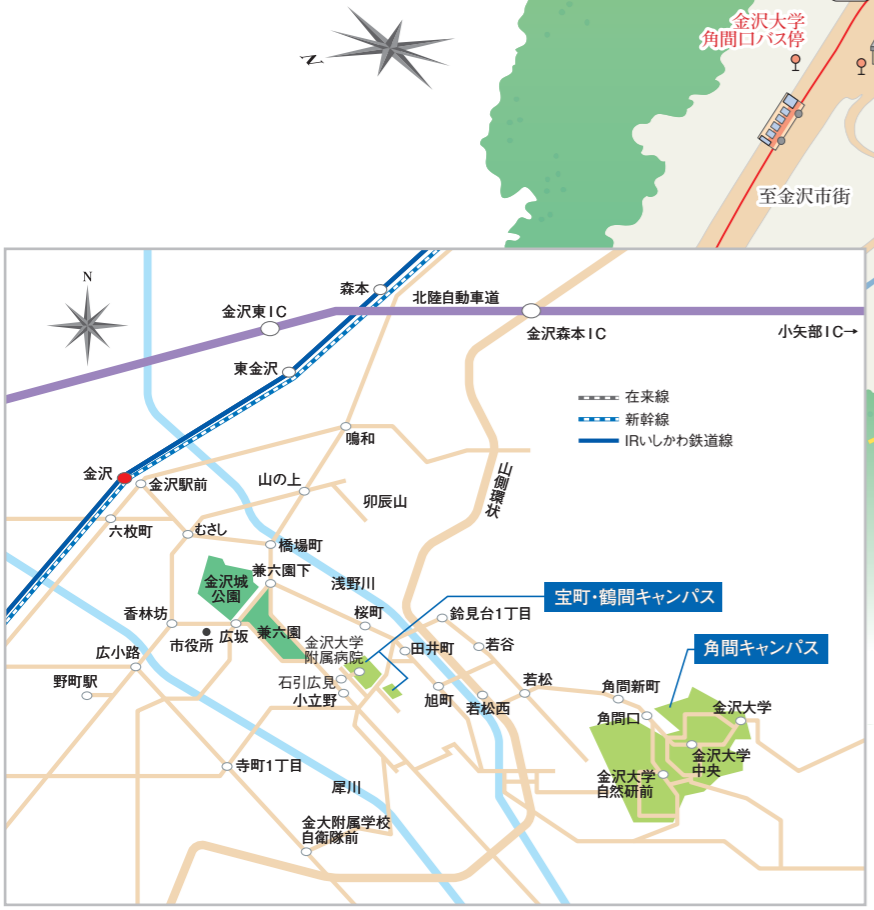 金沢大学
角間口バス停
N
至金沢市街
N
森本
北陸自動車道
金沢東IC
金沢森本IC
小矢部IC→
東金沢
在来線
新幹線
IRいしかわ鉄道線
鳴和
山側環状
金沢
金沢駅前
山の上
卯辰山
六枚町
むさし
橋場町
兼六園下
浅野川
金沢城
公園
宝町・鶴間キャンパス
香林坊
市役所
広坂
兼六園
桜町
鈴見台1丁目
金沢大学
附属病院
田井町
若谷
角間キャンパス
広小路
野町駅
石引広見
小立野
旭町
若松西
若松
角間新町
角間口
金沢大学
金沢大学
中央
寺町1丁目
犀川
金沢大学
自然研前
金大附属学校
自衛隊前